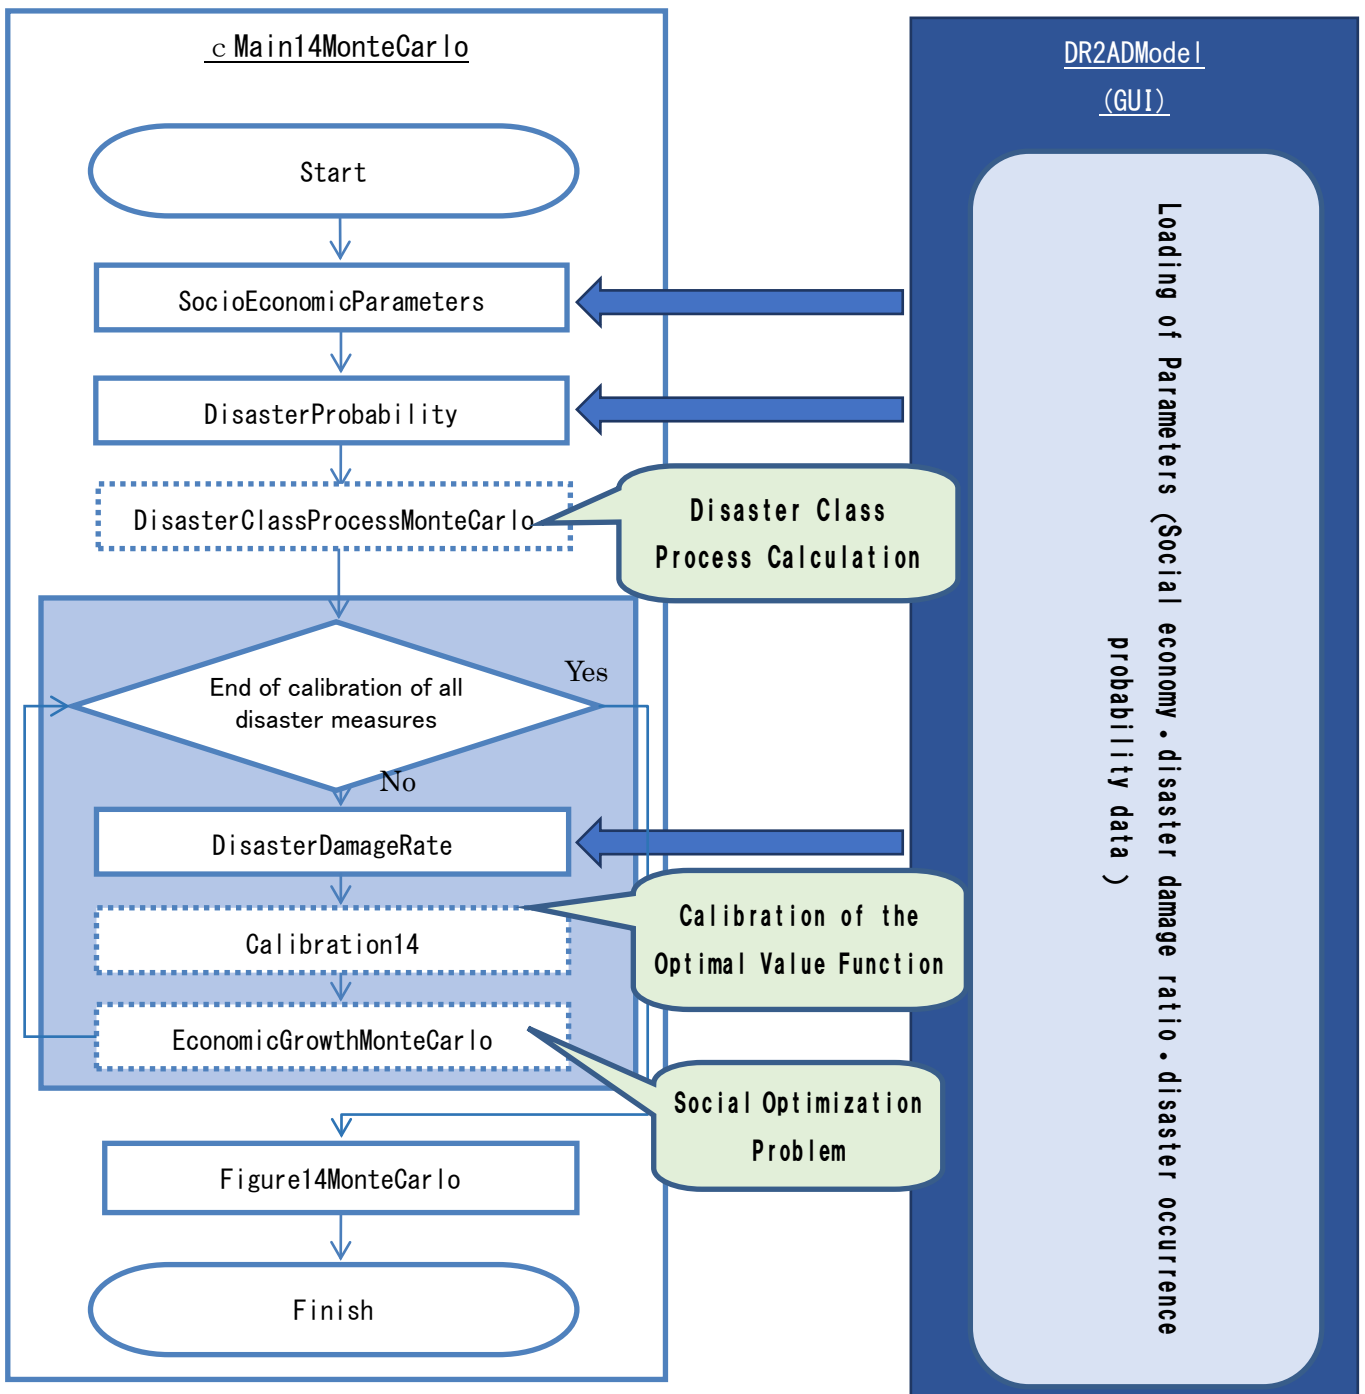 c Main14MonteCarlo
Start
SocioEconomicParameters
DisasterProbability
DisasterClassProcessMonteCarlo
Disaster Class
Process Calculation
End of calibration of all
disaster measures
Yes
No
DisasterDamageRate
Calibration14
Calibration of the
Optimal Value Function
EconomicGrowthMonteCarlo
Social Optimization
Problem
Figure14MonteCarlo
Finish
DR2ADModel
(GUI)
Loading of Parameters (Social economy・disaster damage ratio・disaster occurrence
probability data )